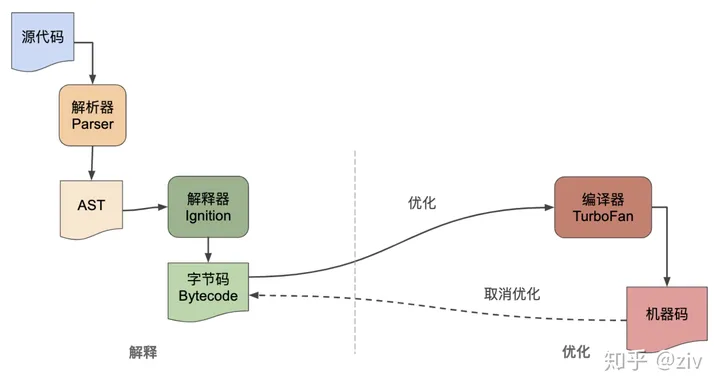 源代码
解析器
Parser
AST
解释器
Ignition
字节码
Bytecode
优化
编译器
TurboFan
取消优化
机器码
解释
优化
知乎 @ziv